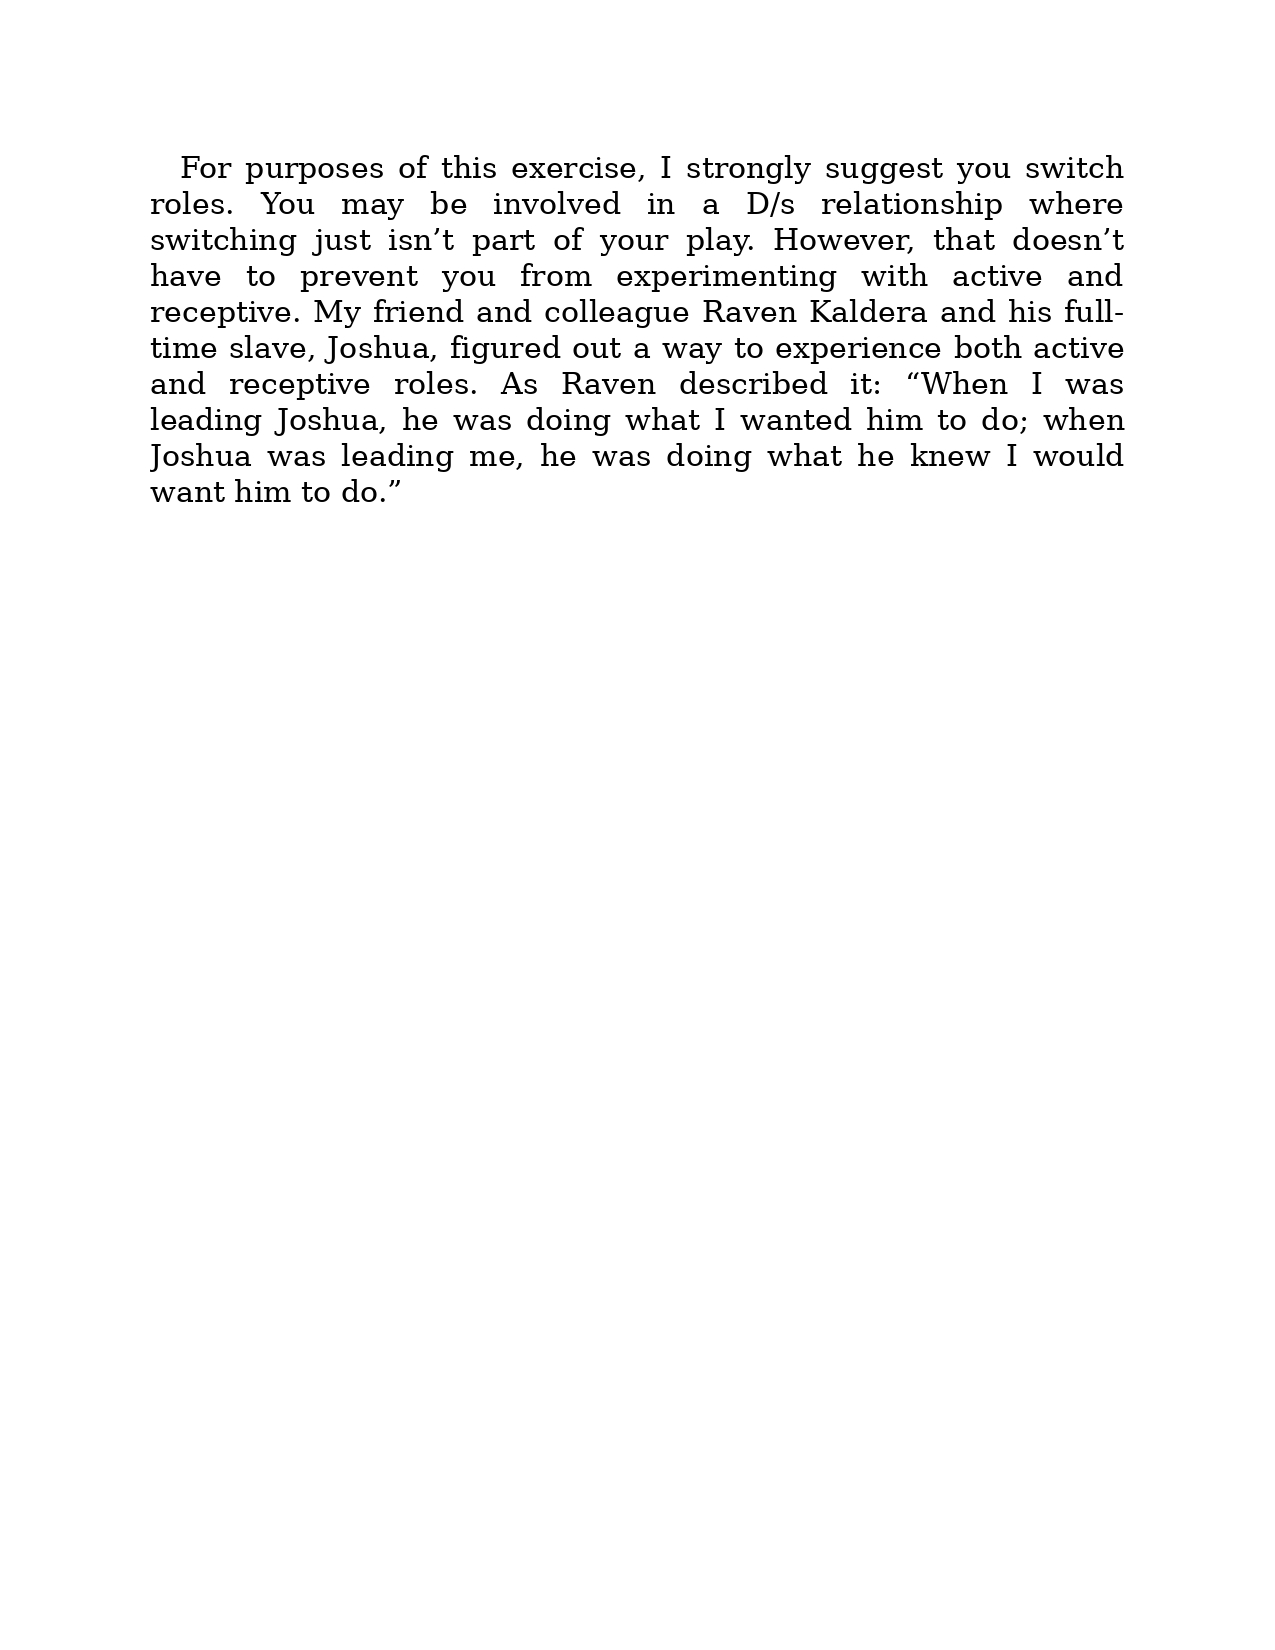 For purposes of this exercise, I strongly suggest you switch
roles. You may be involved in a D/s relationship where
switching just isn’t part of your play. However, that doesn’t
have to prevent you from experimenting with active and
receptive. My friend and colleague Raven Kaldera and his full-
time slave, Joshua, figured out a way to experience both active
and receptive roles. As Raven described it: “When I was
leading Joshua, he was doing what I wanted him to do; when
Joshua was leading me, he was doing what he knew I would
want him to do.”